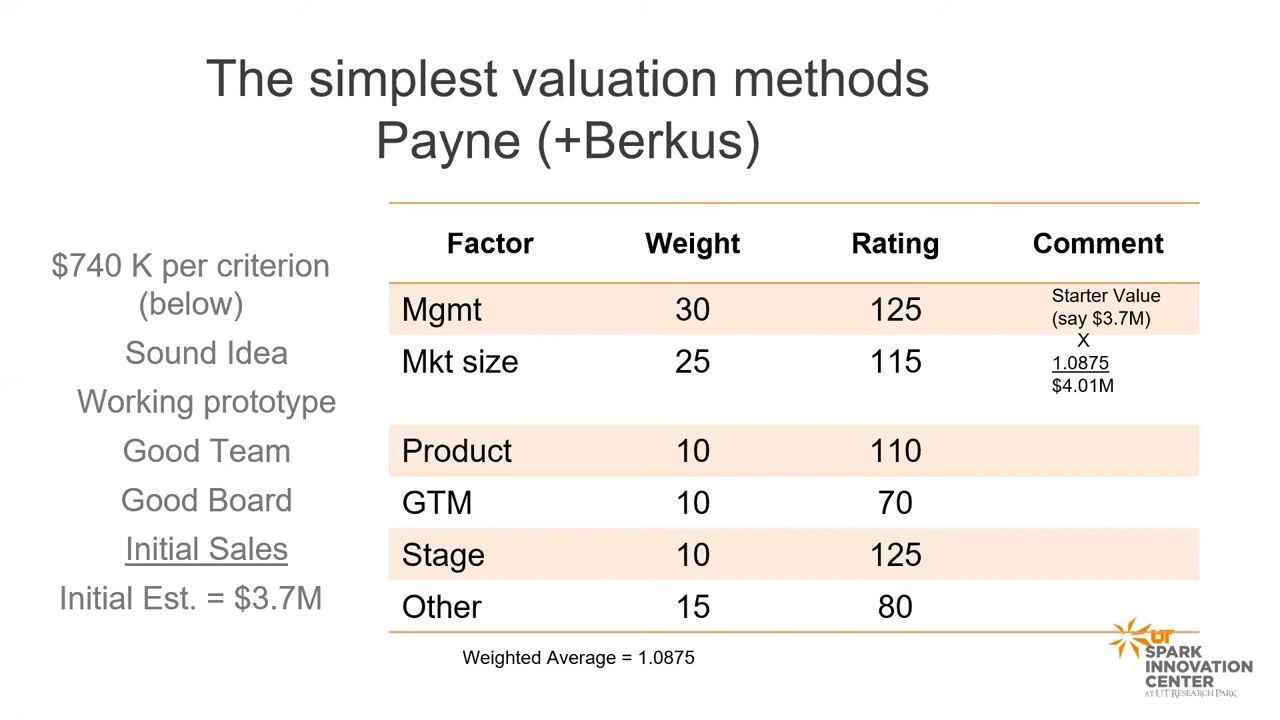 The simplest valuation methods
Payne (+Berkus)
$740 K per criterion
(below)
Sound Idea
Working prototype
Good Team
Good Board
Initial Sales
Initial Est. = $3.7M
Factor Weight Rating Comment
Mgmt 30 125
Starter Value
(say $3.7M)
X
1.0875
$4.01M
Mkt size 25 115
Product 10 110
GTM 10 70
Stage 10 125
Other 15 80
Weighted Average = 1.0875
UT
SPARK
INNOVATION
CENTER
AT UT RESEARCH PARK